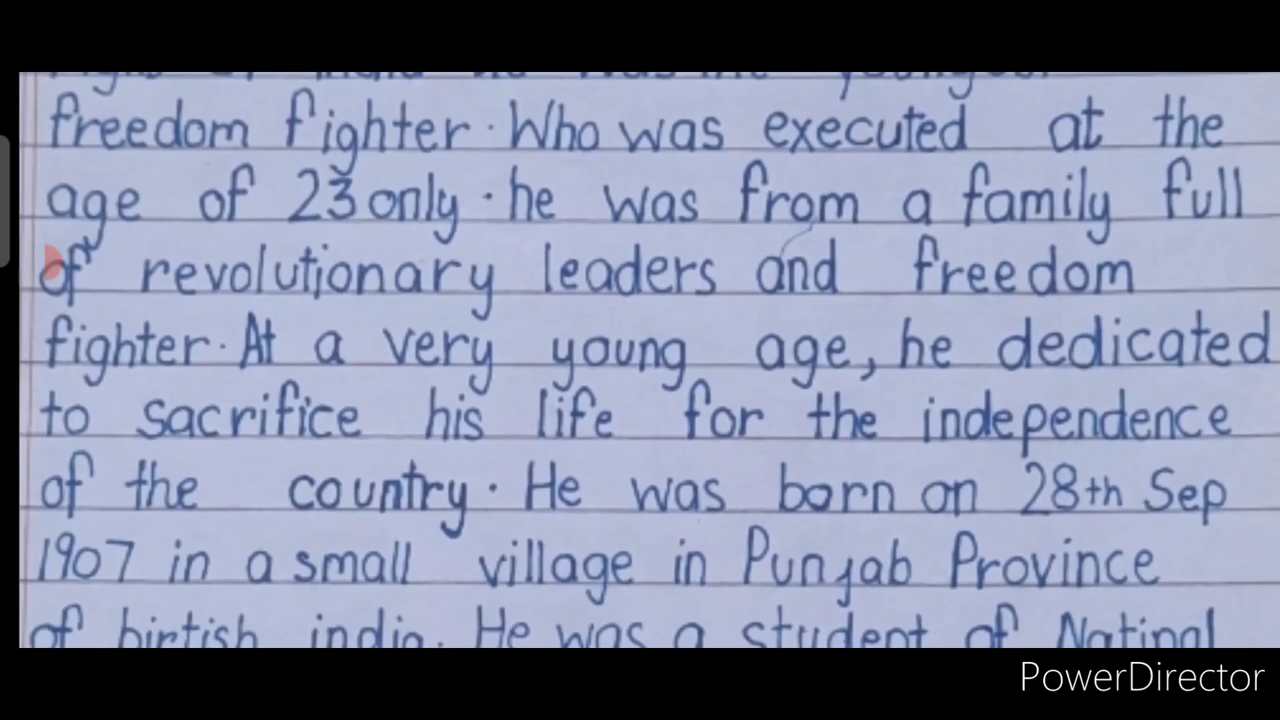 freedom fighter. Who was executed at the
age of 23 only. he was from a family full
of revolutionary leaders and freedom
fighter. At a very young age, he dedicated
to sacrifice his life for the independence
of the country. He was born on 28th Sep
1907 in a small village in Punjab Province
of birtish india. He was a student of Natinal
PowerDirector